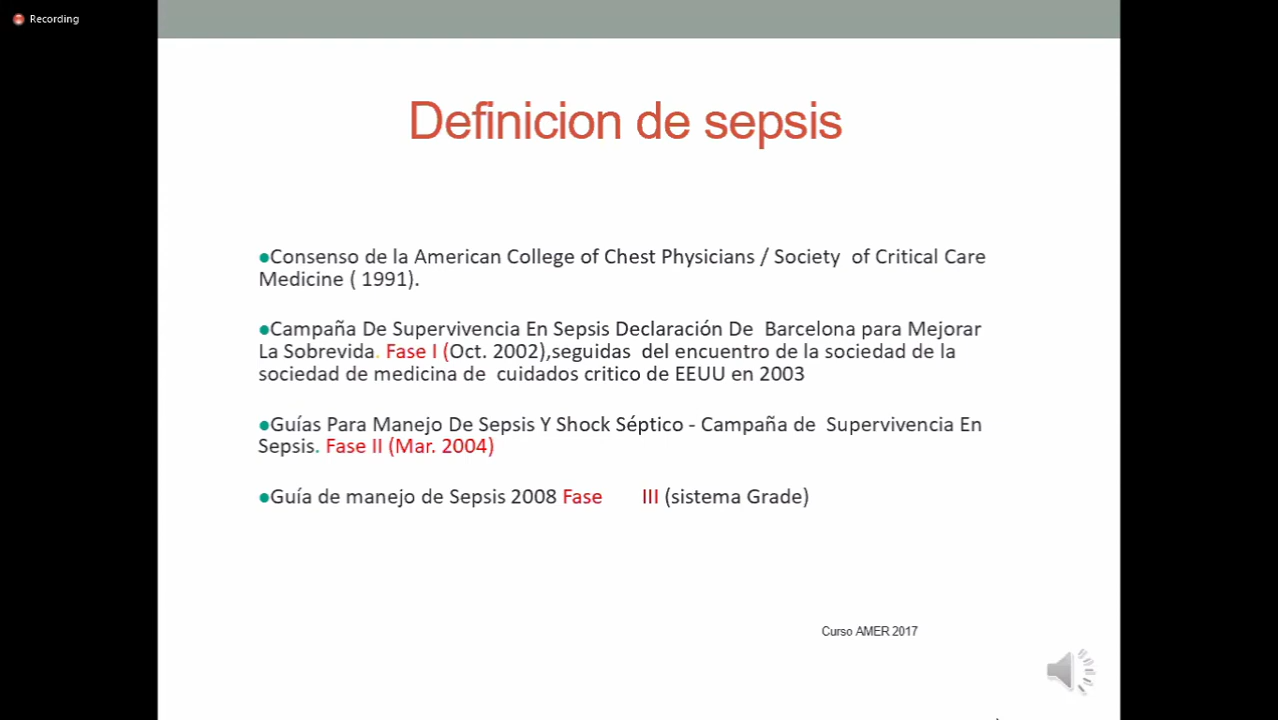 Recording
Definicion de sepsis
●Consenso de la American College of Chest Physicians / Society of Critical Care
Medicine ( 1991).
●Campaña De Supervivencia En Sepsis Declaración De Barcelona para Mejorar
La Sobrevida. Fase I (Oct. 2002),seguidas del encuentro de la sociedad de la
sociedad de medicina de cuidados critico de EEUU en 2003
●Guías Para Manejo De Sepsis Y Shock Séptico - Campaña de Supervivencia En
Sepsis. Fase II (Mar. 2004)
●Guía de manejo de Sepsis 2008 Fase III (sistema Grade)
Curso AMER 2017